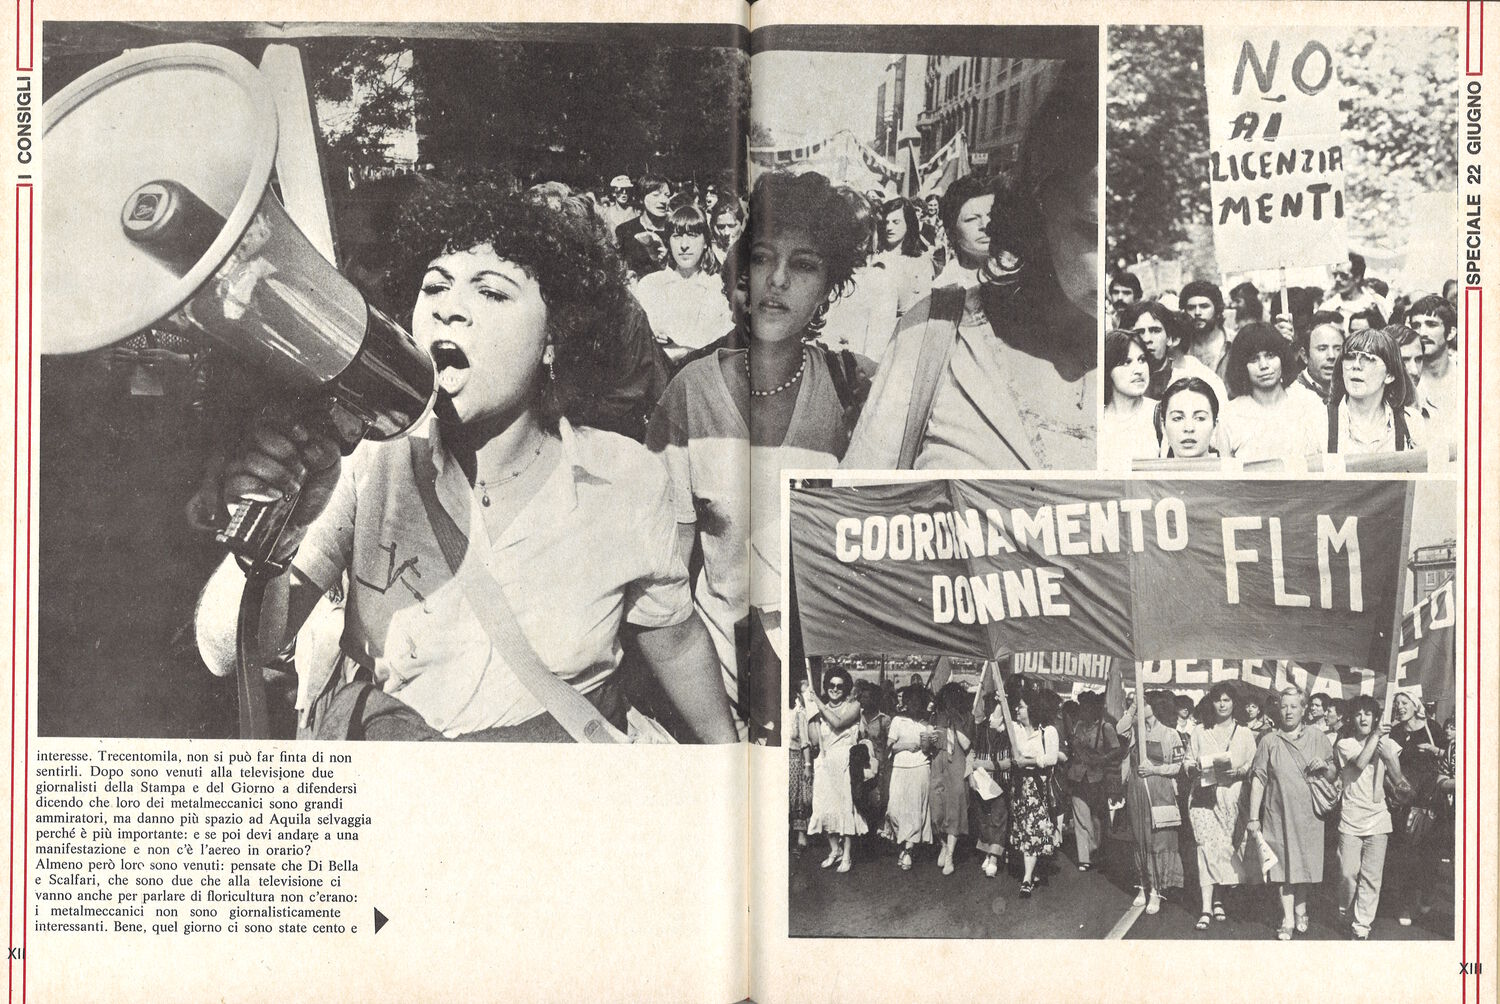 I CONSIGLI
NO
AI
LICENZIA
MENTI
SPECIALE 22 GIUGNO
COORDINAMENTO
DONNE
FLM
BOLOGNA
DELEGATE
interesse. Trecentomila, non si può far finta di non
sentirli. Dopo sono venuti alla televisione due
giornalisti della Stampa e del Giorno a difendersi
dicendo che loro dei metalmeccanici sono grandi
ammiratori, ma danno più spazio ad Aquila selvaggia
perché è più importante: e se poi devi andare a una
manifestazione e non c'è l'aereo in orario?
Almeno però loro sono venuti: pensate che Di Bella
e Scalfari, che sono due che alla televisione ci
vanno anche per parlare di floricultura non c'erano:
i metalmeccanici non sono giornalisticamente
interessanti. Bene, quel giorno ci sono state cento e
XII
XIII